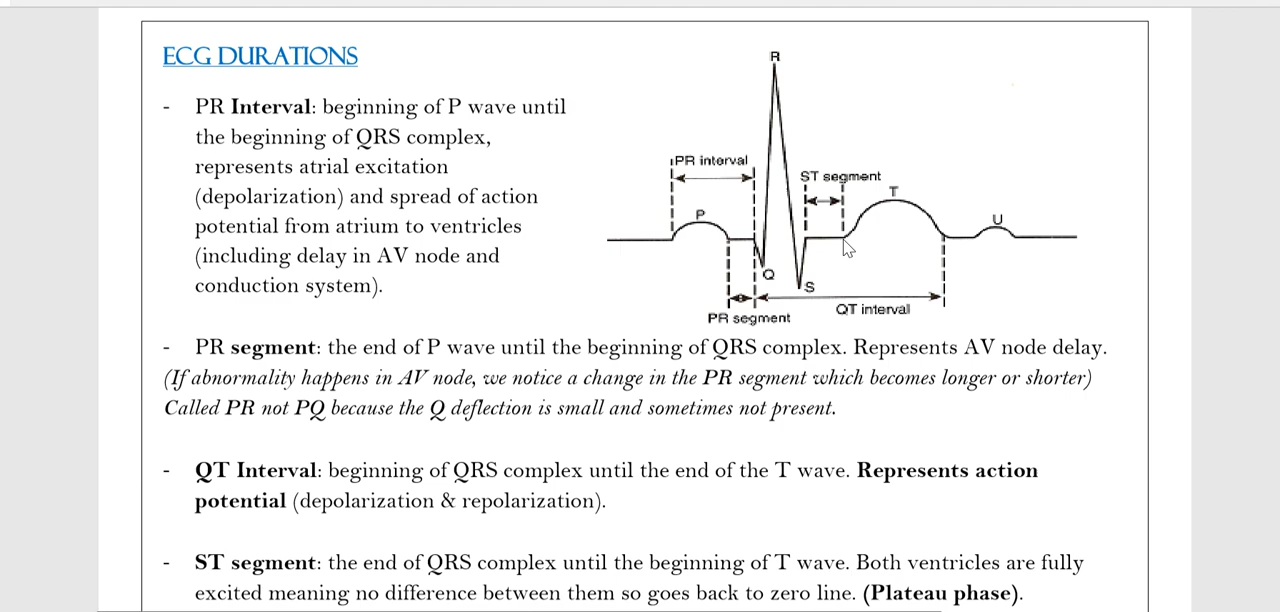 ECG DURATIONS
- PR Interval: beginning of P wave until
the beginning of QRS complex,
represents atrial excitation
(depolarization) and spread of action
potential from atrium to ventricles
(including delay in AV node and
conduction system).
R
PR interval
ST segment
T
P
U
Q
S
QT interval
PR segment
- PR segment: the end of P wave until the beginning of QRS complex. Represents AV node delay.
(If abnormality happens in AV node, we notice a change in the PR segment which becomes longer or shorter)
Called PR not PQ because the Q deflection is small and sometimes not present.
- QT Interval: beginning of QRS complex until the end of the T wave. Represents action
potential (depolarization & repolarization).
- ST segment: the end of QRS complex until the beginning of T wave. Both ventricles are fully
excited meaning no difference between them so goes back to zero line. (Plateau phase).